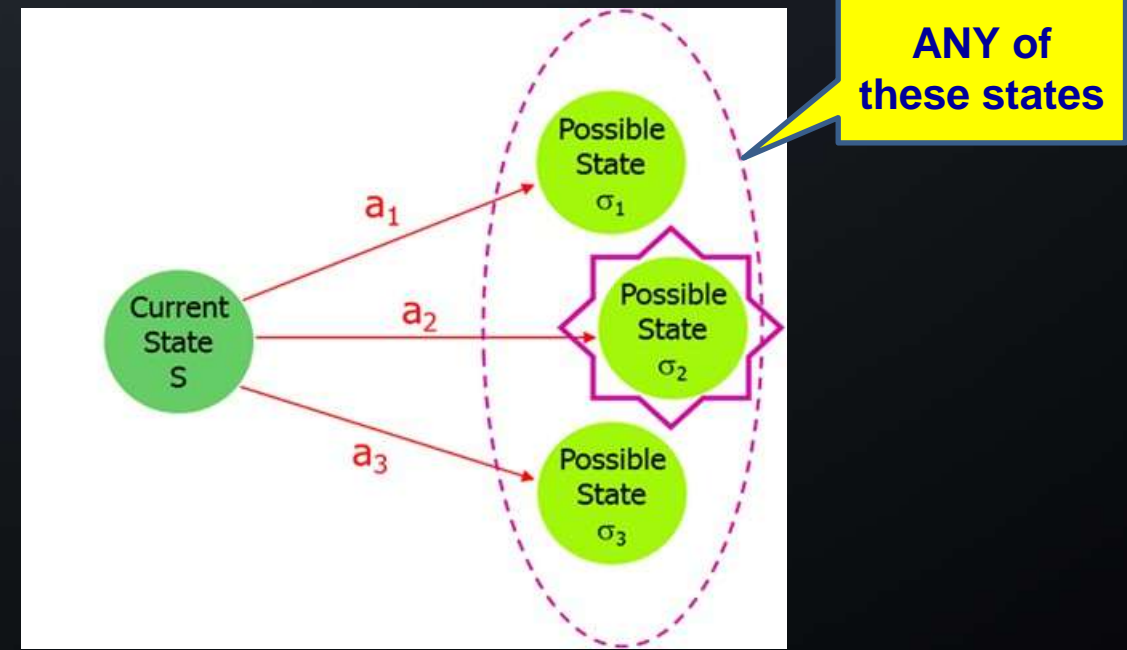 ANY of
these states
Possible
State
σ₁
a₁
Current
State
S
a₂
Possible
State
σ₂
a₃
Possible
State
σ₃